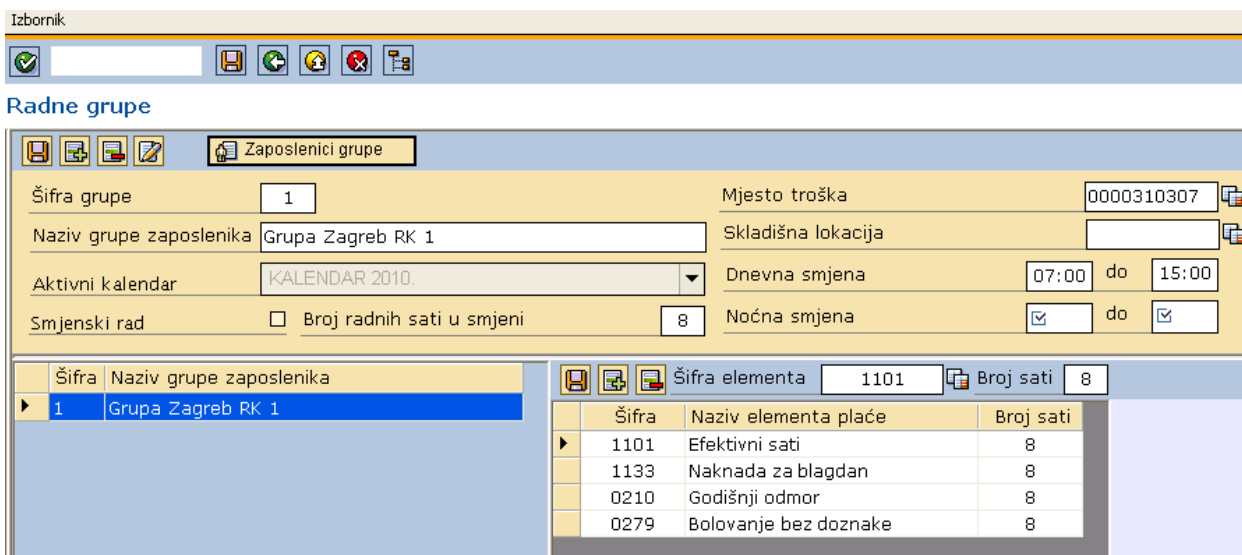 Izbornik
Radne grupe
Zaposlenici grupe
Šifra grupe 1
Mjesto troška 0000310307
Naziv grupe zaposlenika Grupa Zagreb RK 1
Skladišna lokacija
Aktivni kalendar KALENDAR 2010.
Dnevna smjena 07:00 do 15:00
Smjenski rad Broj radnih sati u smjeni 8
Noćna smjena do
Šifra Naziv grupe zaposlenika
1 Grupa Zagreb RK 1
Šifra elementa 1101 Broj sati 8
Šifra Naziv elementa plaće Broj sati
1101 Efektivni sati 8
1133 Naknada za blagdan 8
0210 Godišnji odmor 8
0279 Bolovanje bez doznake 8